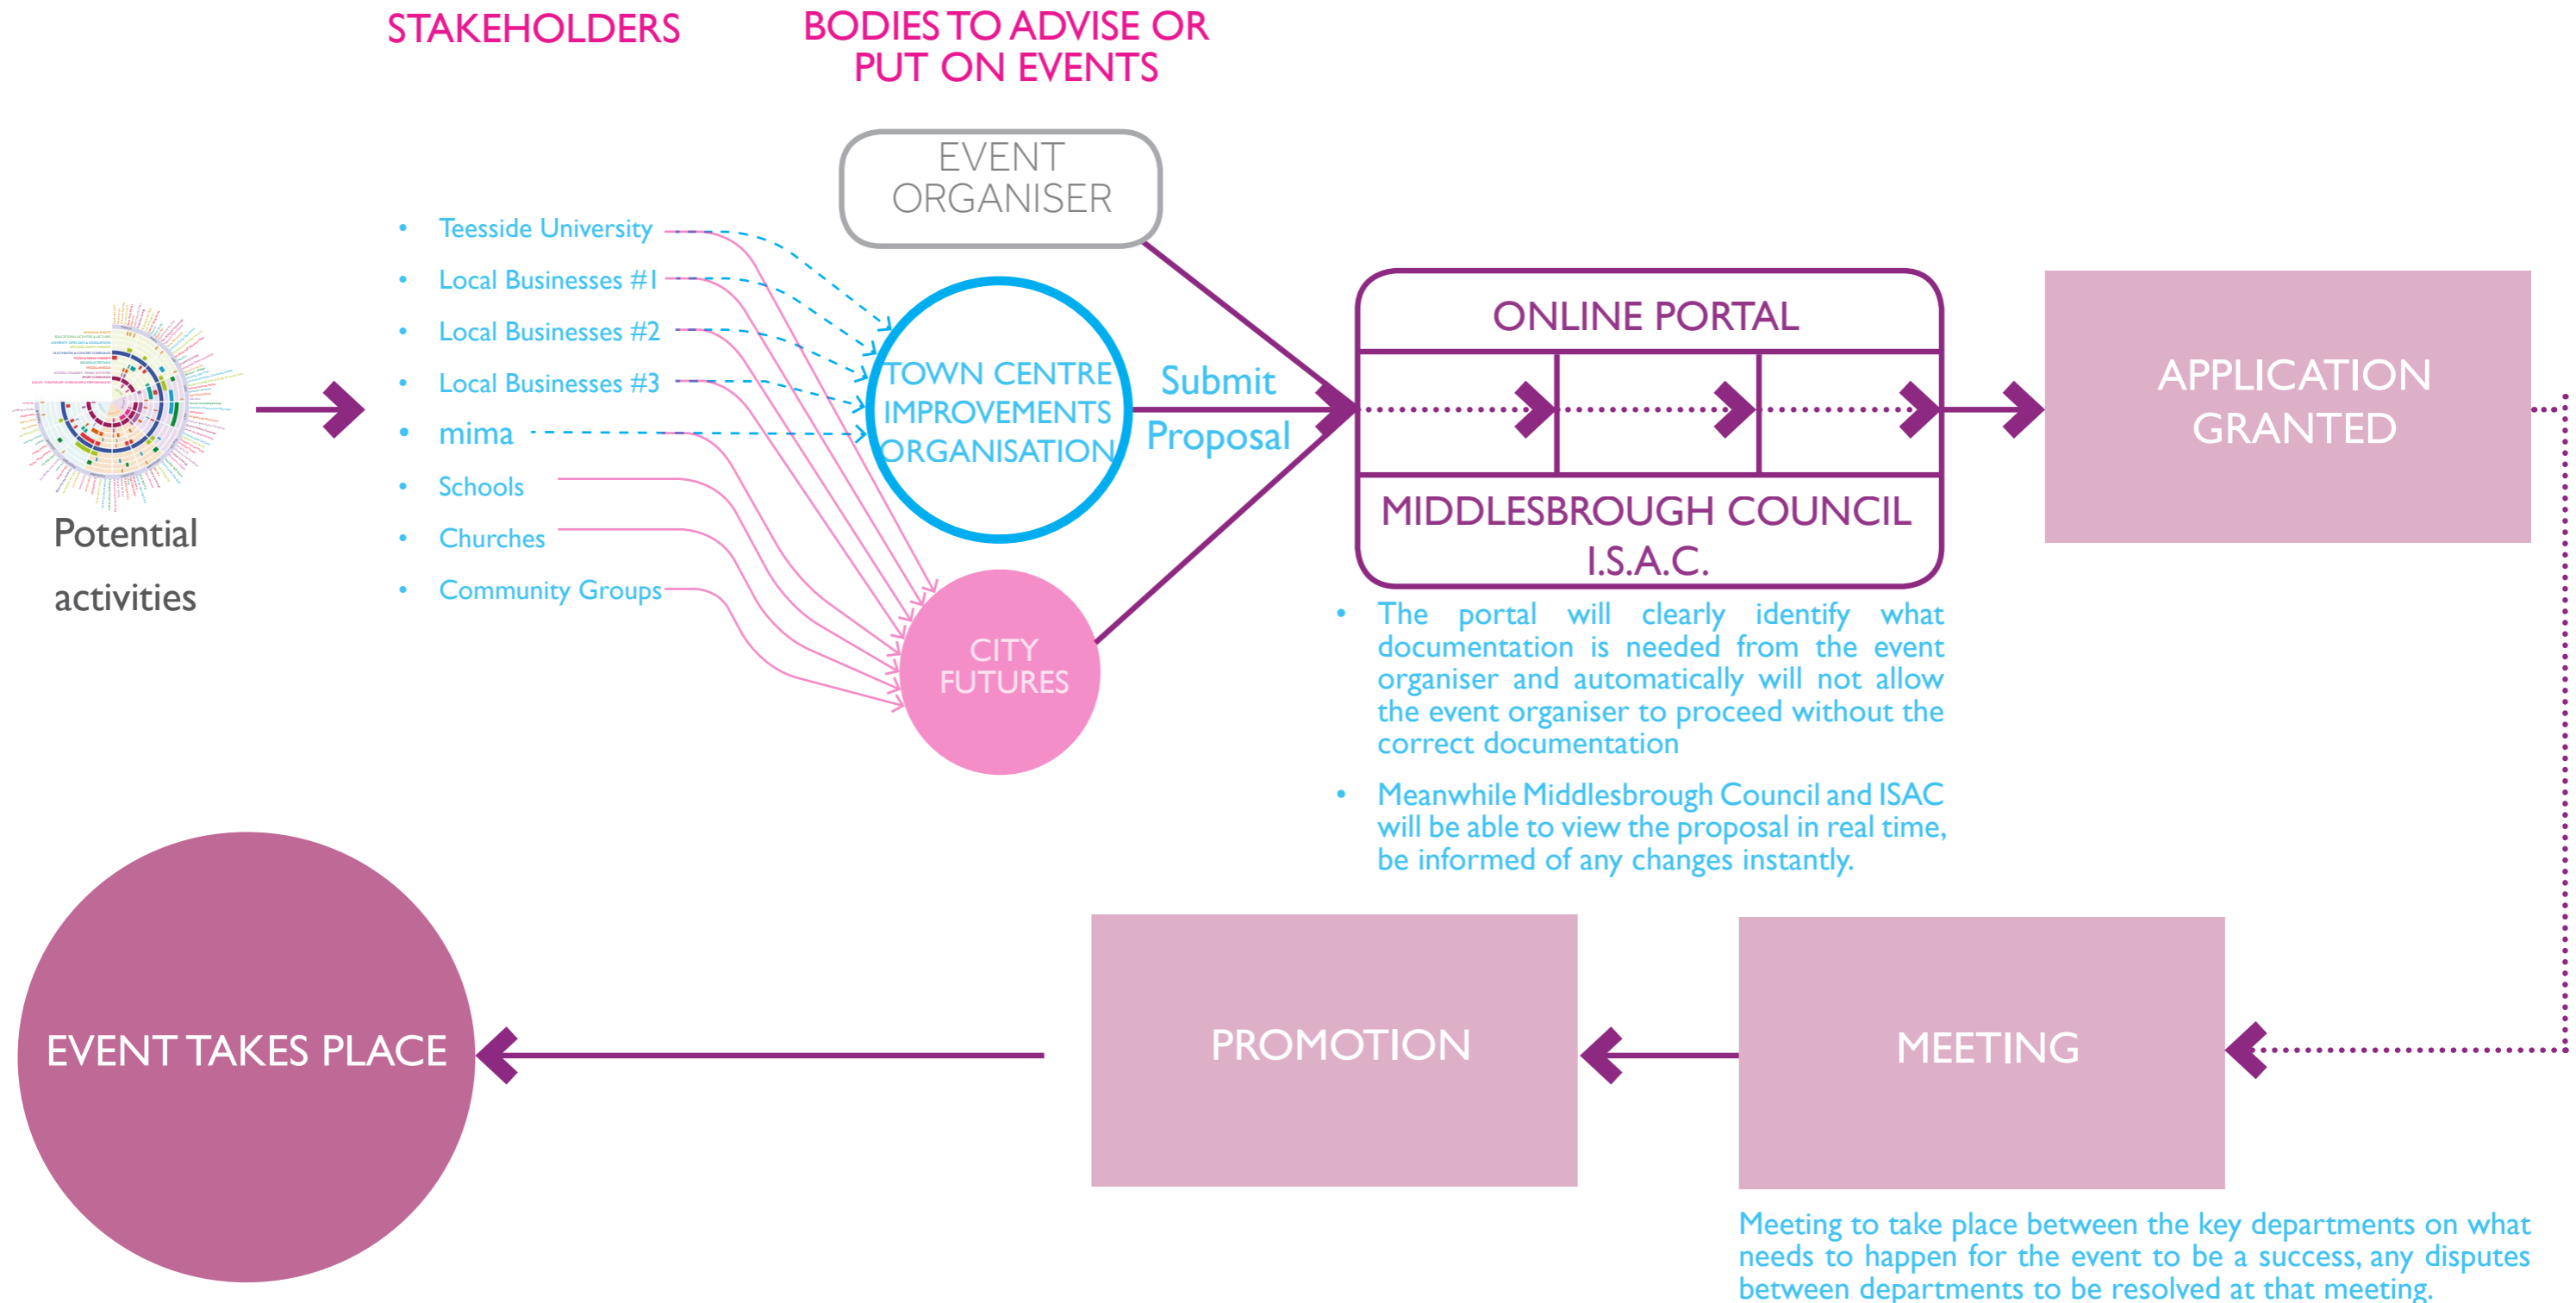 STAKEHOLDERS
BODIES TO ADVISE OR
PUT ON EVENTS
Potential
activities
• Teesside University
• Local Businesses #1
• Local Businesses #2
• Local Businesses #3
• mima
• Schools
• Churches
• Community Groups
EVENT
ORGANISER
TOWN CENTRE
IMPROVEMENTS
ORGANISATION
CITY
FUTURES
Submit
Proposal
ONLINE PORTAL
MIDDLESBROUGH COUNCIL
I.S.A.C.
• The portal will clearly identify what
documentation is needed from the event
organiser and automatically will not allow
the event organiser to proceed without the
correct documentation
• Meanwhile Middlesbrough Council and ISAC
will be able to view the proposal in real time,
be informed of any changes instantly.
APPLICATION
GRANTED
EVENT TAKES PLACE
PROMOTION
MEETING
Meeting to take place between the key departments on what
needs to happen for the event to be a success, any disputes
between departments to be resolved at that meeting.